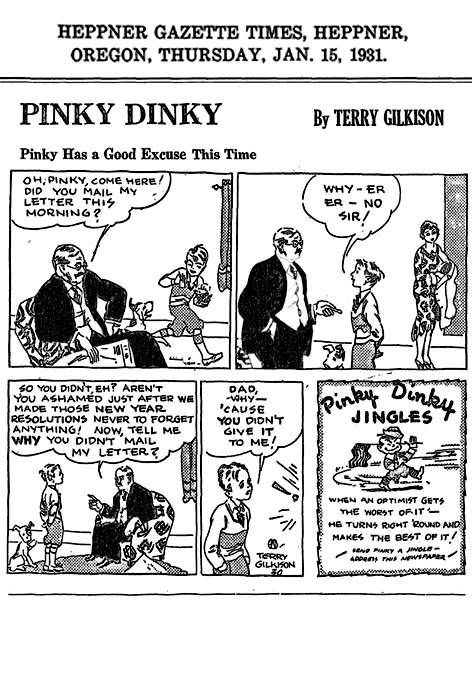 HEPPNER GAZETTE TIMES, HEPPNER,
OREGON, THURSDAY, JAN. 15, 1931.
PINKY DINKY
By TERRY GILKISON
Pinky Has a Good Excuse This Time
OH, PINKY, COME HERE!
DID YOU MAIL MY
LETTER THIS
MORNING?
WHY - ER
ER - NO
SIR!
SO YOU DIDN'T, EH? AREN'T
YOU ASHAMED JUST AFTER WE
MADE THOSE NEW YEAR
RESOLUTIONS NEVER TO FORGET
ANYTHING! NOW, TELL ME
WHY YOU DIDN'T MAIL
MY LETTER?
DAD,
-WHY-
'CAUSE
YOU DIDN'T
GIVE IT
TO ME!
TERRY
GILKISON
30
Pinky Dinky
JINGLES
WHEN AN OPTIMIST GETS
THE WORST OF IT -
HE TURNS RIGHT 'ROUND AND
MAKES THE BEST OF IT!
SEND PINKY A JINGLE -
ADDRESS THIS NEWSPAPER